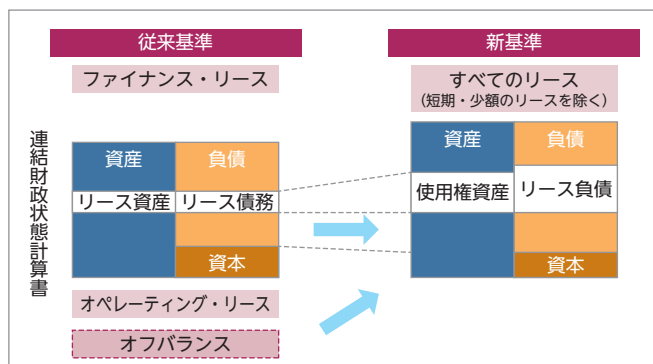 従来基準
新基準
ファイナンス・リース
すべてのリース
(短期・少額のリースを除く)
連結財政状態計算書
資産
負債
リース資産
リース債務
資本
資産
負債
使用権資産
リース負債
資本
オペレーティング・リース
オフバランス